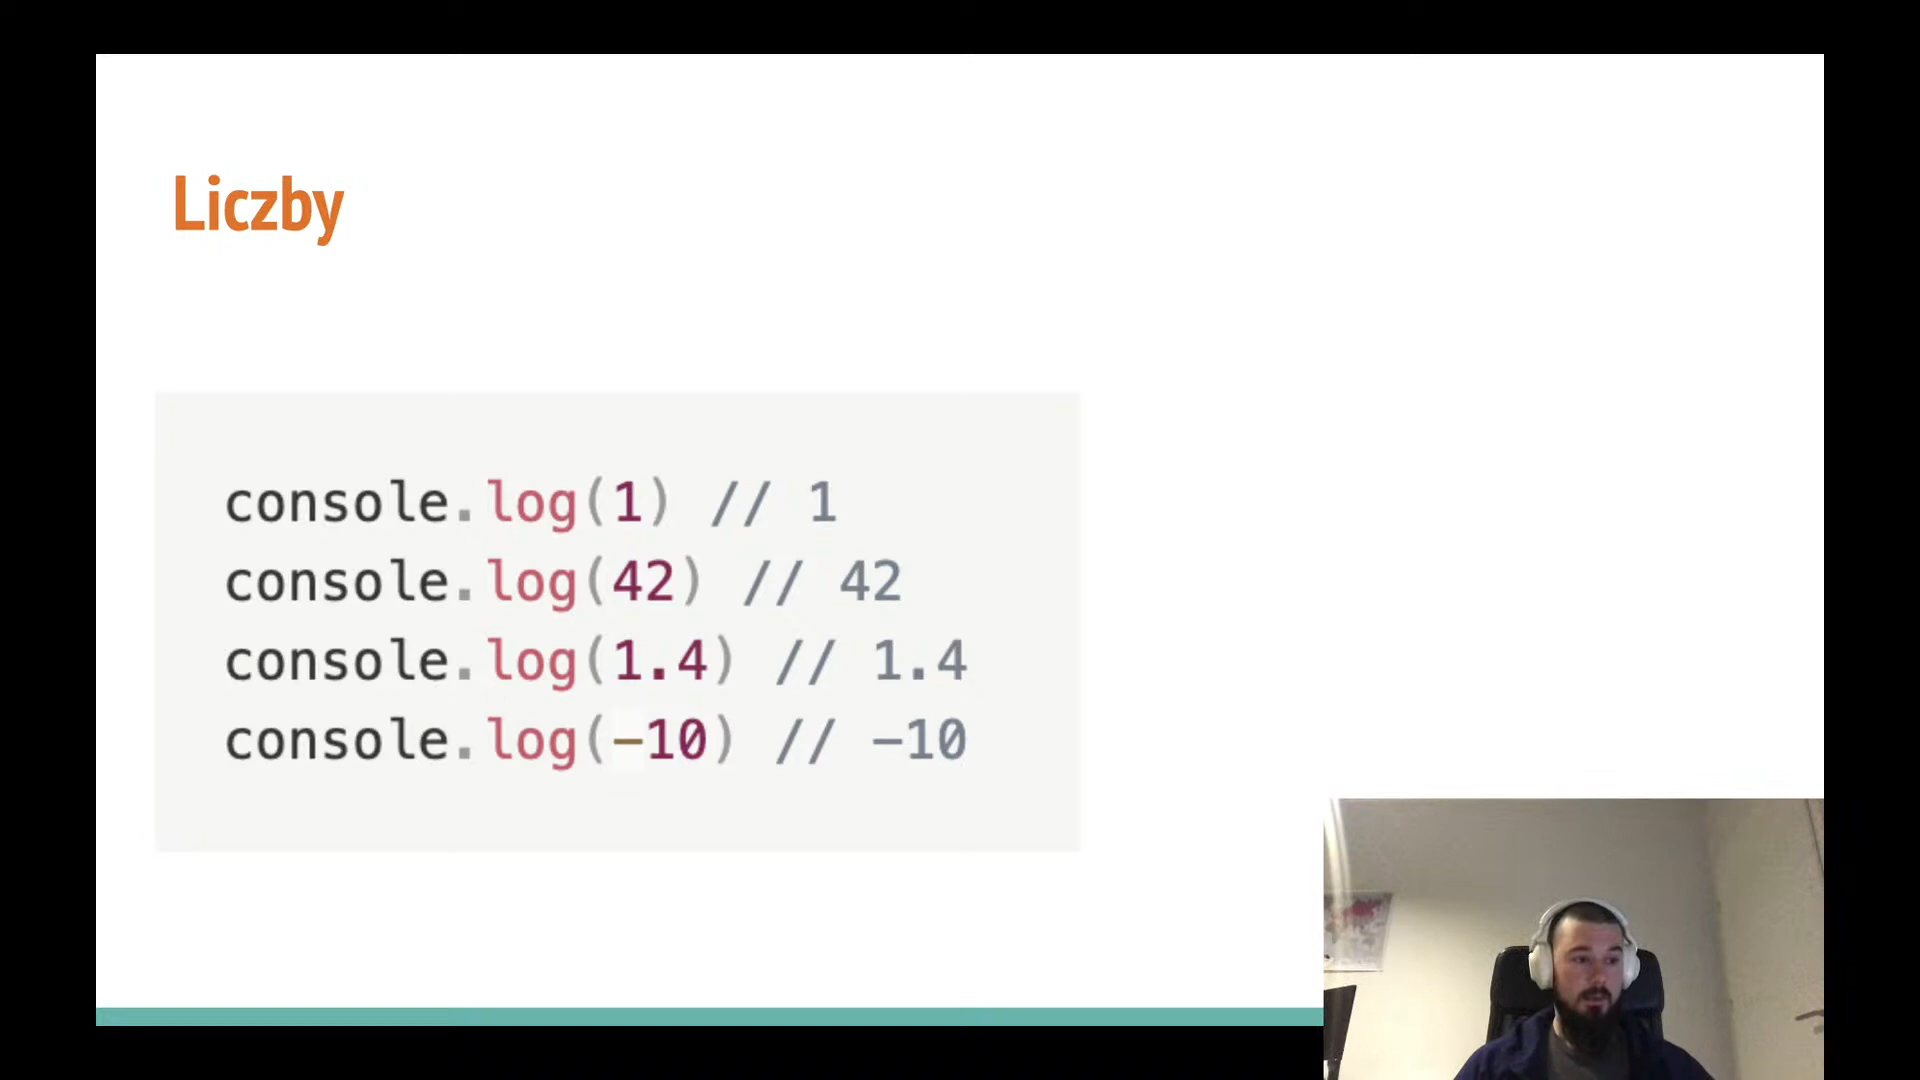 Liczby
console.log(1) // 1
console.log(42) // 42
console.log(1.4) // 1.4
console.log(-10) // -10